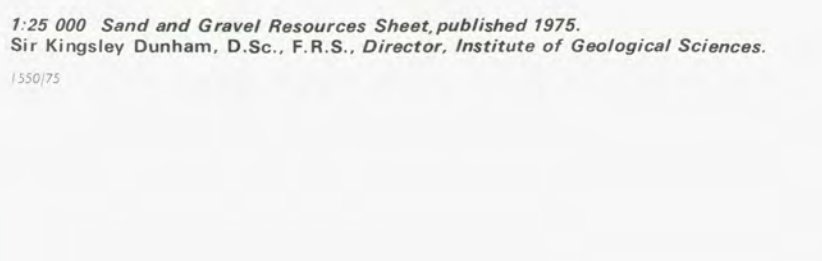 1:25 000 Sand and Gravel Resources Sheet, published 1975.
Sir Kingsley Dunham, D.Sc., F.R.S., Director, Institute of Geological Sciences.
1550/75